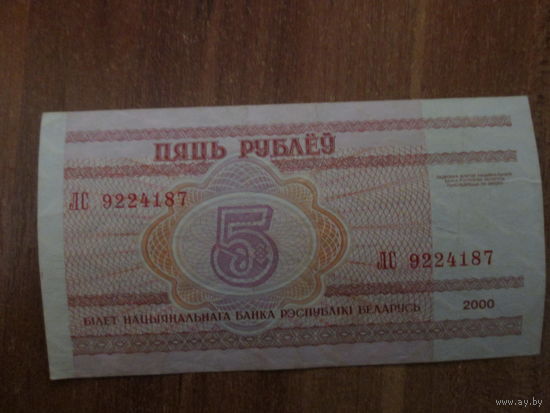 ПЯЦЬ РУБЛЁЎ
ЛС 9224187
5
ЛС 9224187
БІЛЕТ НАЦЫЯНАЛЬНАГА БАНКА РЭСПУБЛІКІ БЕЛАРУСЬ 2000
www.ay.by